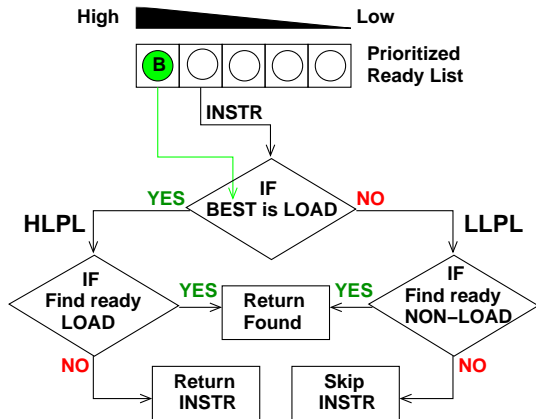 High Low
Prioritized
Ready List
B
INSTR
IF
BEST is LOAD
YES
NO
HLPL
LLPL
IF
Find ready
LOAD
YES
Return
Found
YES
IF
Find ready
NON–LOAD
NO
NO
Return
INSTR
Skip
INSTR